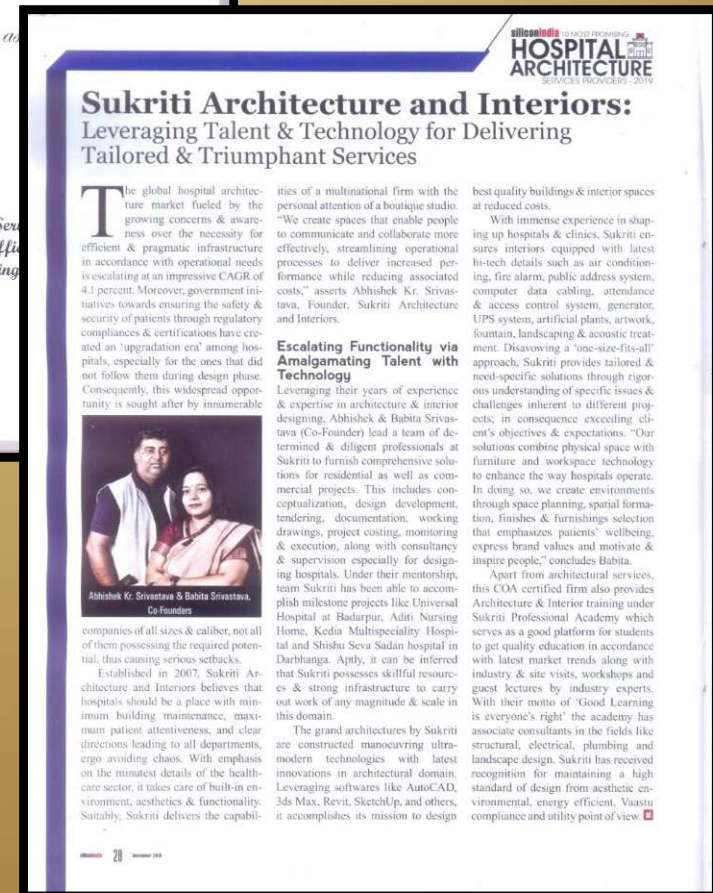 as
Ser
ffic
ing
siliconindia 10 MOST PROMISING
HOSPITAL
ARCHITECTURE
SERVICES PROVIDERS - 2019
Sukriti Architecture and Interiors:
Leveraging Talent & Technology for Delivering
Tailored & Triumphant Services
The global hospital architec-
ture market fueled by the
growing concerns & aware-
ness over the necessity for
efficient & pragmatic infrastructure
in accordance with operational needs
is escalating at an impressive CAGR of
4.1 percent. Moreover, government ini-
tiatives towards ensuring the safety &
security of patients through regulatory
compliances & certifications have cre-
ated an 'upgradation era' among hos-
pitals, especially for the ones that did
not follow them during design phase.
Consequently, this widespread oppor-
tunity is sought after by innumerable
Abhishek Kr. Srivastava & Babita Srivastava,
Co-Founders
companies of all sizes & caliber, not all
of them possessing the required poten-
tial, thus causing serious setbacks.
Established in 2007, Sukriti Ar-
chitecture and Interiors believes that
hospitals should be a place with min-
imum building maintenance, maxi-
mum patient attentiveness, and clear
directions leading to all departments,
ergo avoiding chaos. With emphasis
on the minutest details of the health-
care sector, it takes care of built-in en-
vironment, aesthetics & functionality.
Suitably, Sukriti delivers the capabil-
ities of a multinational firm with the
personal attention of a boutique studio.
"We create spaces that enable people
to communicate and collaborate more
effectively, streamlining operational
processes to deliver increased per-
formance while reducing associated
costs," asserts Abhishek Kr. Srivas-
tava, Founder, Sukriti Architecture
and Interiors.
Escalating Functionality via
Amalgamating Talent with
Technology
Leveraging their years of experience
& expertise in architecture & interior
designing, Abhishek & Babita Srivas-
tava (Co-Founder) lead a team of de-
termined & diligent professionals at
Sukriti to furnish comprehensive solu-
tions for residential as well as com-
mercial projects. This includes con-
ceptualization, design development,
tendering, documentation, working
drawings, project costing, monitoring
& execution, along with consultancy
& supervision especially for design-
ing hospitals. Under their mentorship,
team Sukriti has been able to accom-
plish milestone projects like Universal
Hospital at Badarpur, Aditi Nursing
Home, Kedia Multispeciality Hospi-
tal and Shishu Seva Sadan hospital in
Darbhanga. Aptly, it can be inferred
that Sukriti possesses skillful resourc-
es & strong infrastructure to carry
out work of any magnitude & scale in
this domain.
The grand architectures by Sukriti
are constructed manoeuvring ultra-
modern technologies with latest
innovations in architectural domain.
Leveraging softwares like AutoCAD,
3ds Max, Revit, SketchUp, and others,
it accomplishes its mission to design
best quality buildings & interior spaces
at reduced costs.
With immense experience in shap-
ing up hospitals & clinics, Sukriti en-
sures interiors equipped with latest
hi-tech details such as air condition-
ing, fire alarm, public address system,
computer data cabling, attendance
& access control system, generator,
UPS system, artificial plants, artwork,
fountain, landscaping & acoustic treat-
ment. Disavowing a 'one-size-fits-all'
approach, Sukriti provides tailored &
need-specific solutions through rigor-
ous understanding of specific issues &
challenges inherent to different proj-
ects; in consequence exceeding cli-
ent's objectives & expectations. "Our
solutions combine physical space with
furniture and workspace technology
to enhance the way hospitals operate.
In doing so, we create environments
through space planning, spatial forma-
tion, finishes & furnishings selection
that emphasizes patients' wellbeing,
express brand values and motivate &
inspire people," concludes Babita.
Apart from architectural services,
this COA certified firm also provides
Architecture & Interior training under
Sukriti Professional Academy which
serves as a good platform for students
to get quality education in accordance
with latest market trends along with
industry & site visits, workshops and
guest lectures by industry experts.
With their motto of 'Good Learning
is everyone's right' the academy has
associate consultants in the fields like
structural, electrical, plumbing and
landscape design. Sukriti has received
recognition for maintaining a high
standard of design from aesthetic en-
vironmental, energy efficient, Vaastu
compliance and utility point of view.
siliconindia 28